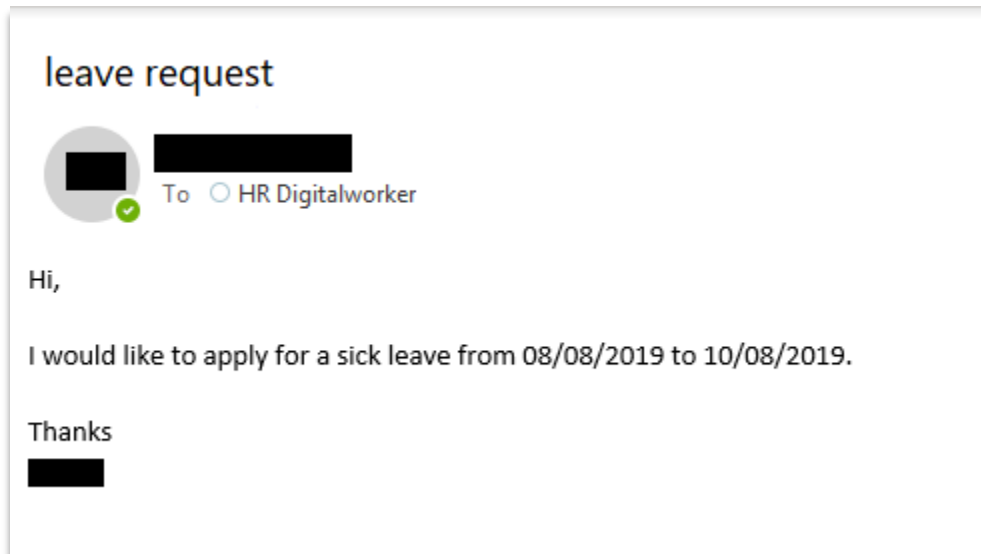 leave request
To HR Digitalworker
Hi,
I would like to apply for a sick leave from 08/08/2019 to 10/08/2019.
Thanks